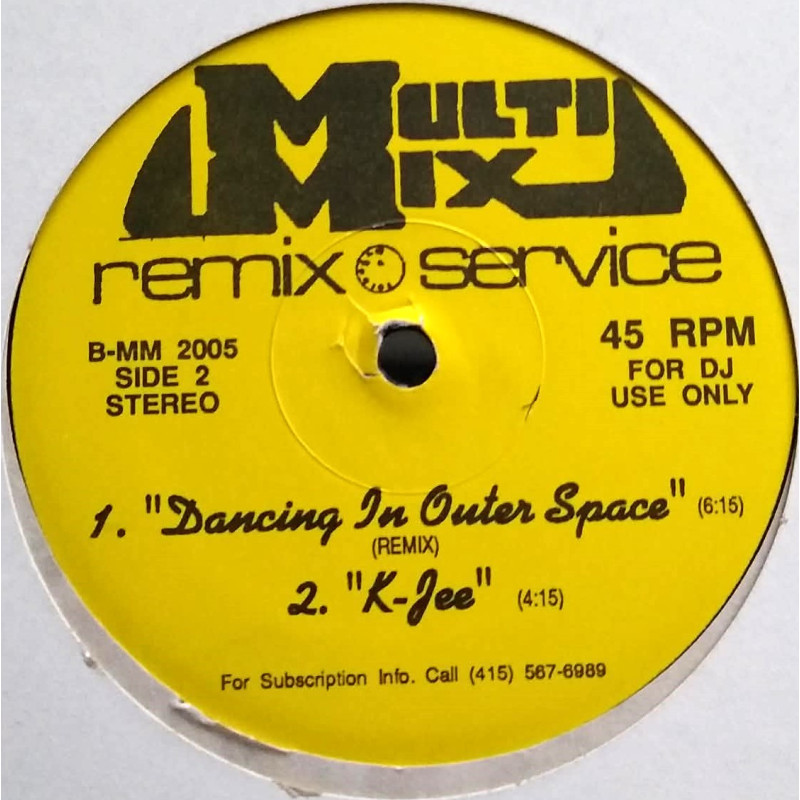 MULTI
MIX
remix service
B-MM 2005
SIDE 2
STEREO
45 RPM
FOR DJ
USE ONLY
1. "Dancing In Outer Space" (6:15)
(REMIX)
2. "K-Jee" (4:15)
For Subscription Info. Call (415) 567-6989